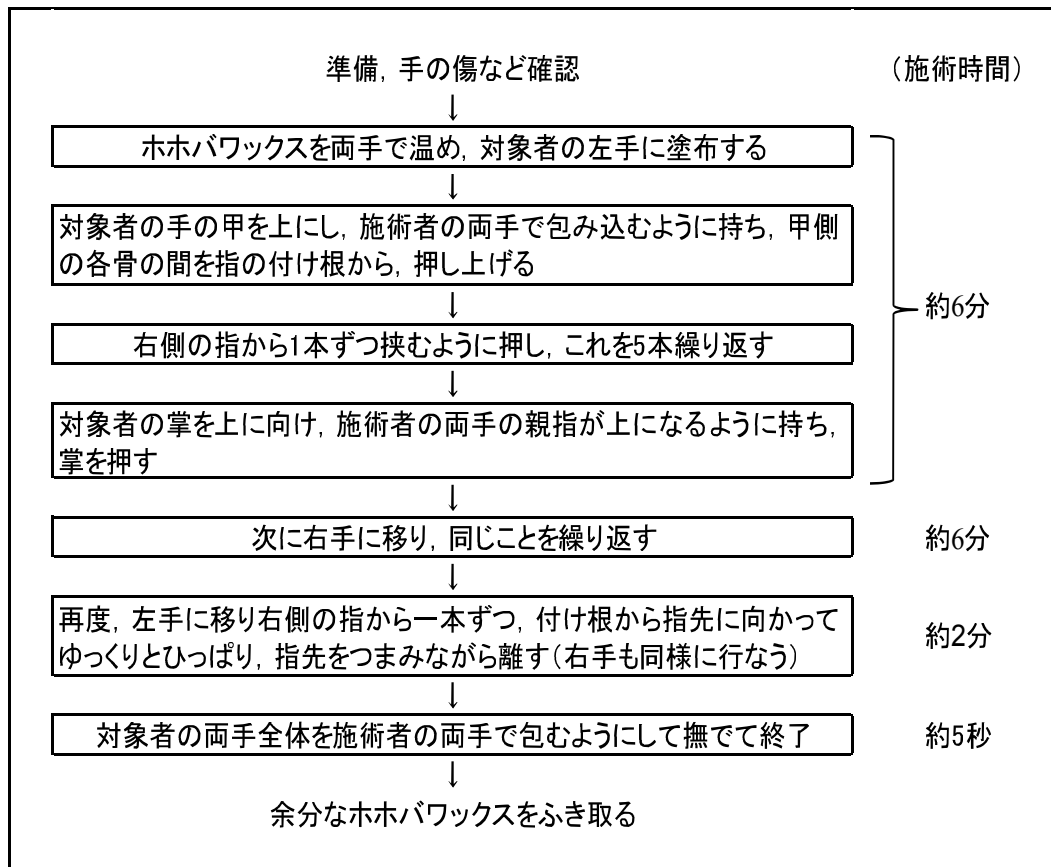 準備，手の傷など確認
（施術時間）
↓
ホホバワックスを両手で温め，対象者の左手に塗布する
↓
対象者の手の甲を上にし，施術者の両手で包み込むように持ち，甲側
の各骨の間を指の付け根から，押し上げる
↓
約6分
右側の指から1本ずつ挟むように押し，これを5本繰り返す
↓
対象者の掌を上に向け，施術者の両手の親指が上になるように持ち，
掌を押す
↓
次に右手に移り，同じことを繰り返す
約6分
↓
再度，左手に移り右側の指から一本ずつ，付け根から指先に向かって
ゆっくりとひっぱり，指先をつまみながら離す（右手も同様に行なう）
約2分
↓
対象者の両手全体を施術者の両手で包むようにして撫でて終了
約5秒
↓
余分なホホバワックスをふき取る